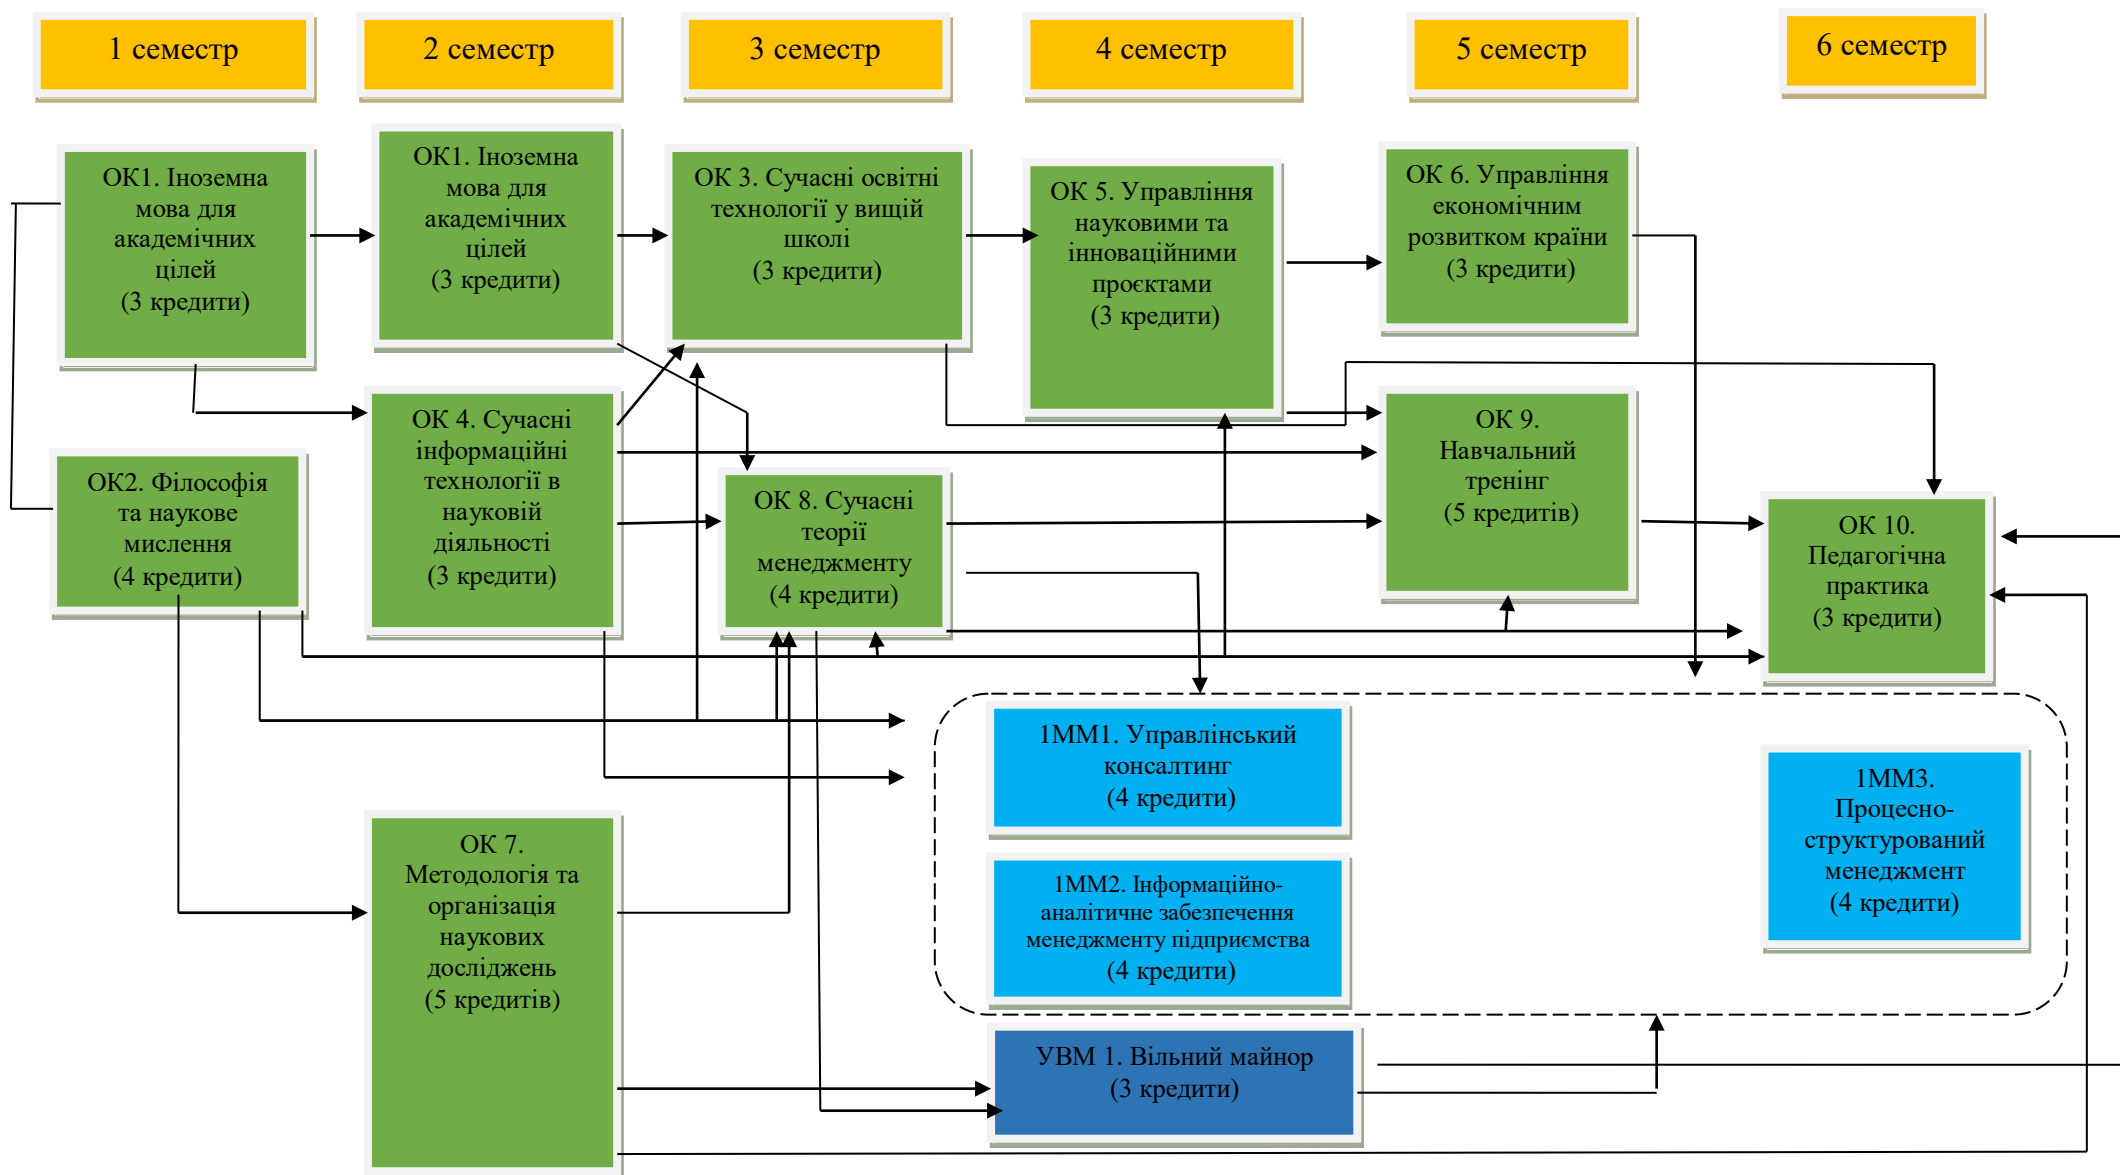 1 семестр
2 семестр
3 семестр
4 семестр
5 семестр
6 семестр
ОК1. Іноземна
мова для
академічних
цілей
(3 кредити)
ОК1. Іноземна
мова для
академічних
цілей
(3 кредити)
ОК 3. Сучасні освітні
технології у вищій
школі
(3 кредити)
ОК 5. Управління
науковими та
інноваційними
проєктами
(3 кредити)
ОК 6. Управління
економічним
розвитком країни
(3 кредити)
ОК2. Філософія
та наукове
мислення
(4 кредити)
ОК 4. Сучасні
інформаційні
технології в
науковій
діяльності
(3 кредити)
ОК 8. Сучасні
теорії
менеджменту
(4 кредити)
ОК 9.
Навчальний
тренінг
(5 кредитів)
ОК 10.
Педагогічна
практика
(3 кредити)
ОК 7.
Методологія та
організація
наукових
досліджень
(5 кредитів)
1ММ1. Управлінський
консалтинг
(4 кредити)
1ММ2. Інформаційно-
аналітичне забезпечення
менеджменту підприємства
(4 кредити)
1ММ3.
Процесно-
структурований
менеджмент
(4 кредити)
УВМ 1. Вільний майнор
(3 кредити)